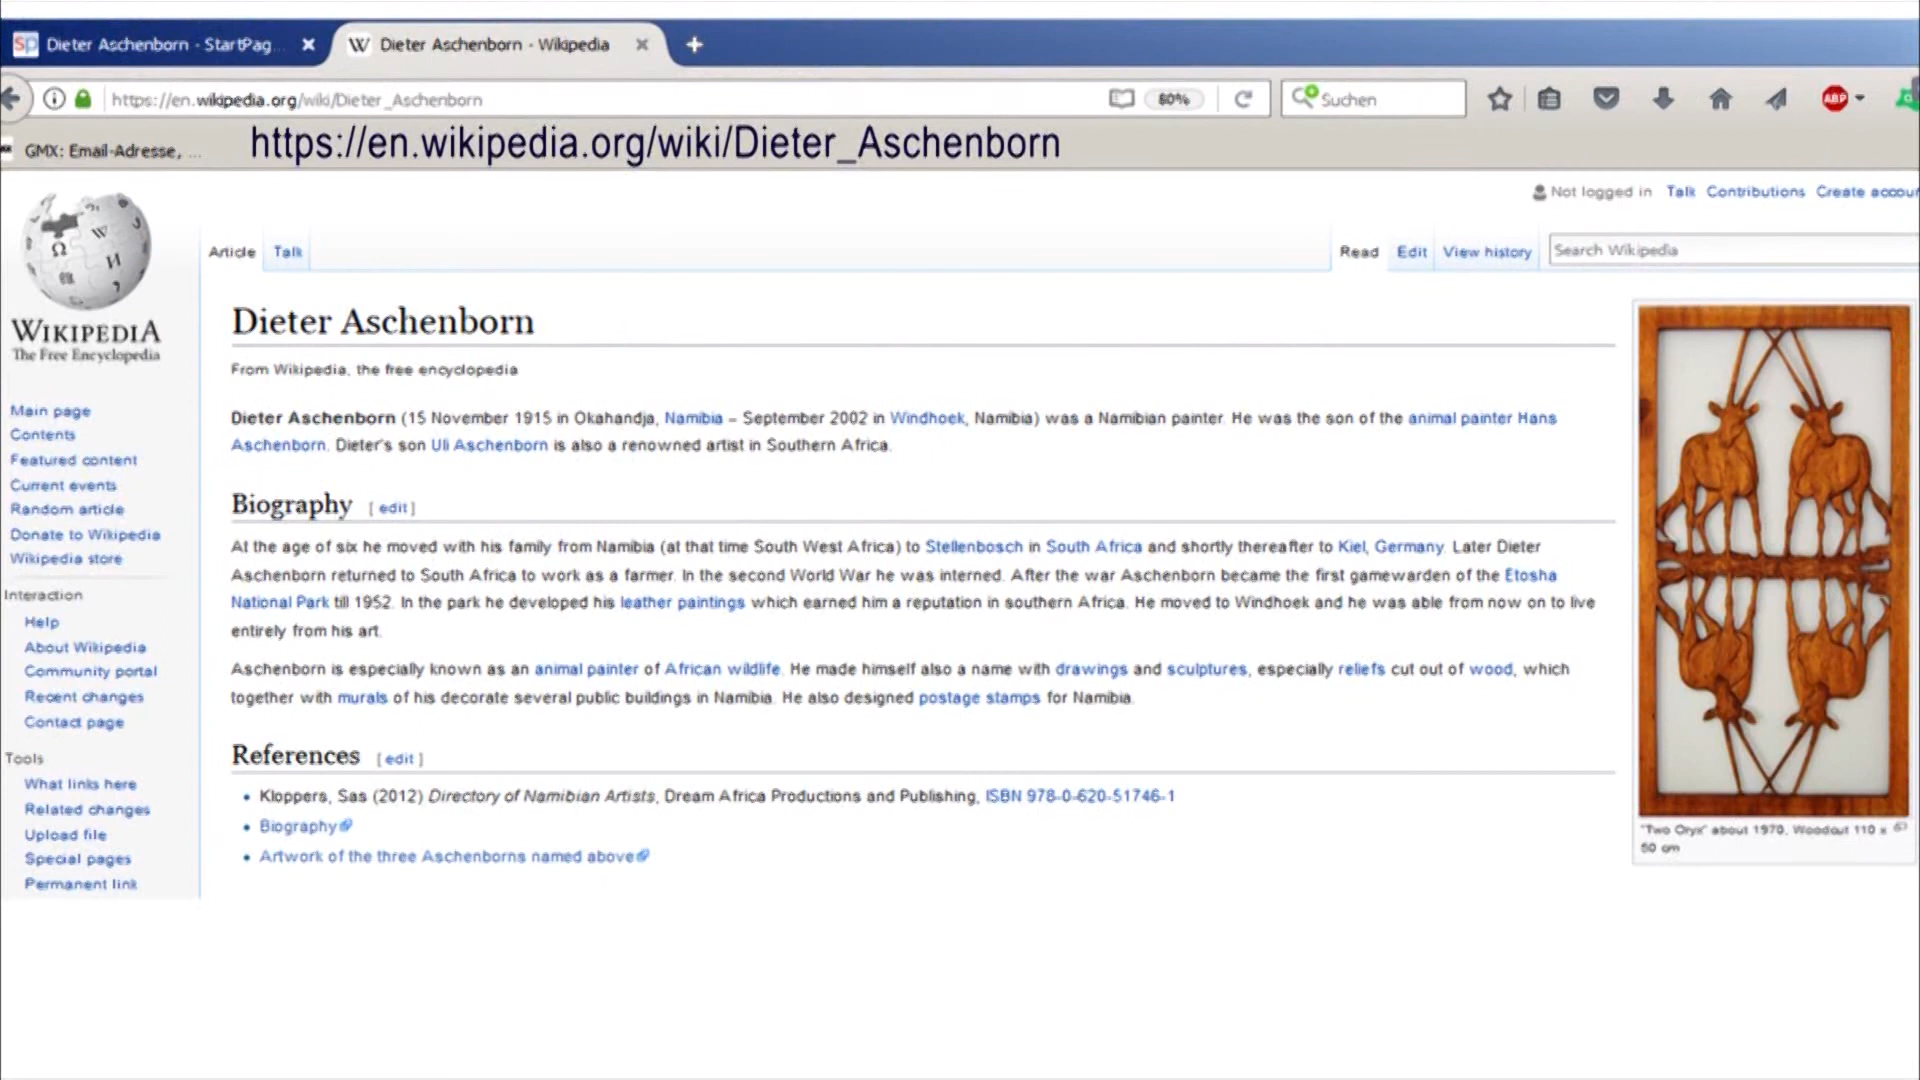 Dieter Aschenborn - StartPag...
Dieter Aschenborn - Wikipedia
https://en.wikipedia.org/wiki/Dieter_Aschenborn
80%
Suchen
ABP
GMX: Email-Adresse, ...
https://en.wikipedia.org/wiki/Dieter_Aschenborn
Not logged in Talk Contributions Create accou
Article Talk
Read Edit View history
Search Wikipedia
WIKIPEDIA
The Free Encyclopedia
Main page
Contents
Featured content
Current events
Random article
Donate to Wikipedia
Wikipedia store
Interaction
Help
About Wikipedia
Community portal
Recent changes
Contact page
Tools
What links here
Related changes
Upload file
Special pages
Permanent link
Dieter Aschenborn
From Wikipedia, the free encyclopedia
Dieter Aschenborn (15 November 1915 in Okahandja, Namibia – September 2002 in Windhoek, Namibia) was a Namibian painter. He was the son of the animal painter Hans
Aschenborn. Dieter's son Uli Aschenborn is also a renowned artist in Southern Africa.
Biography [ edit ]
At the age of six he moved with his family from Namibia (at that time South West Africa) to Stellenbosch in South Africa and shortly thereafter to Kiel, Germany. Later Dieter
Aschenborn returned to South Africa to work as a farmer. In the second World War he was interned. After the war Aschenborn became the first gamewarden of the Etosha
National Park till 1952. In the park he developed his leather paintings which earned him a reputation in southern Africa. He moved to Windhoek and he was able from now on to live
entirely from his art.
Aschenborn is especially known as an animal painter of African wildlife. He made himself also a name with drawings and sculptures, especially reliefs cut out of wood, which
together with murals of his decorate several public buildings in Namibia. He also designed postage stamps for Namibia.
References [ edit ]
• Kloppers, Sas (2012) Directory of Namibian Artists, Dream Africa Productions and Publishing, ISBN 978-0-620-51746-1
• Biography
• Artwork of the three Aschenborns named above
"Two Oryx" about 1970, Woodcut 110 x
50 cm